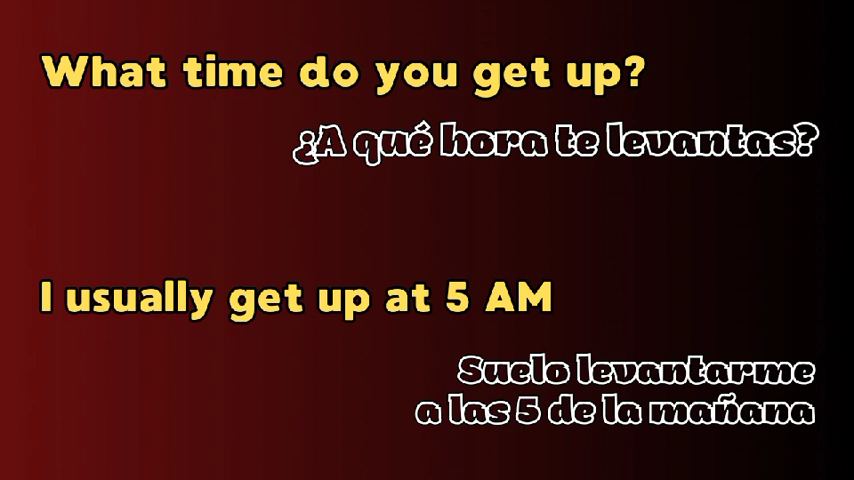 What time do you get up?
¿A qué hora te levantas?
I usually get up at 5 AM
Suelo levantarme
a las 5 de la mañana